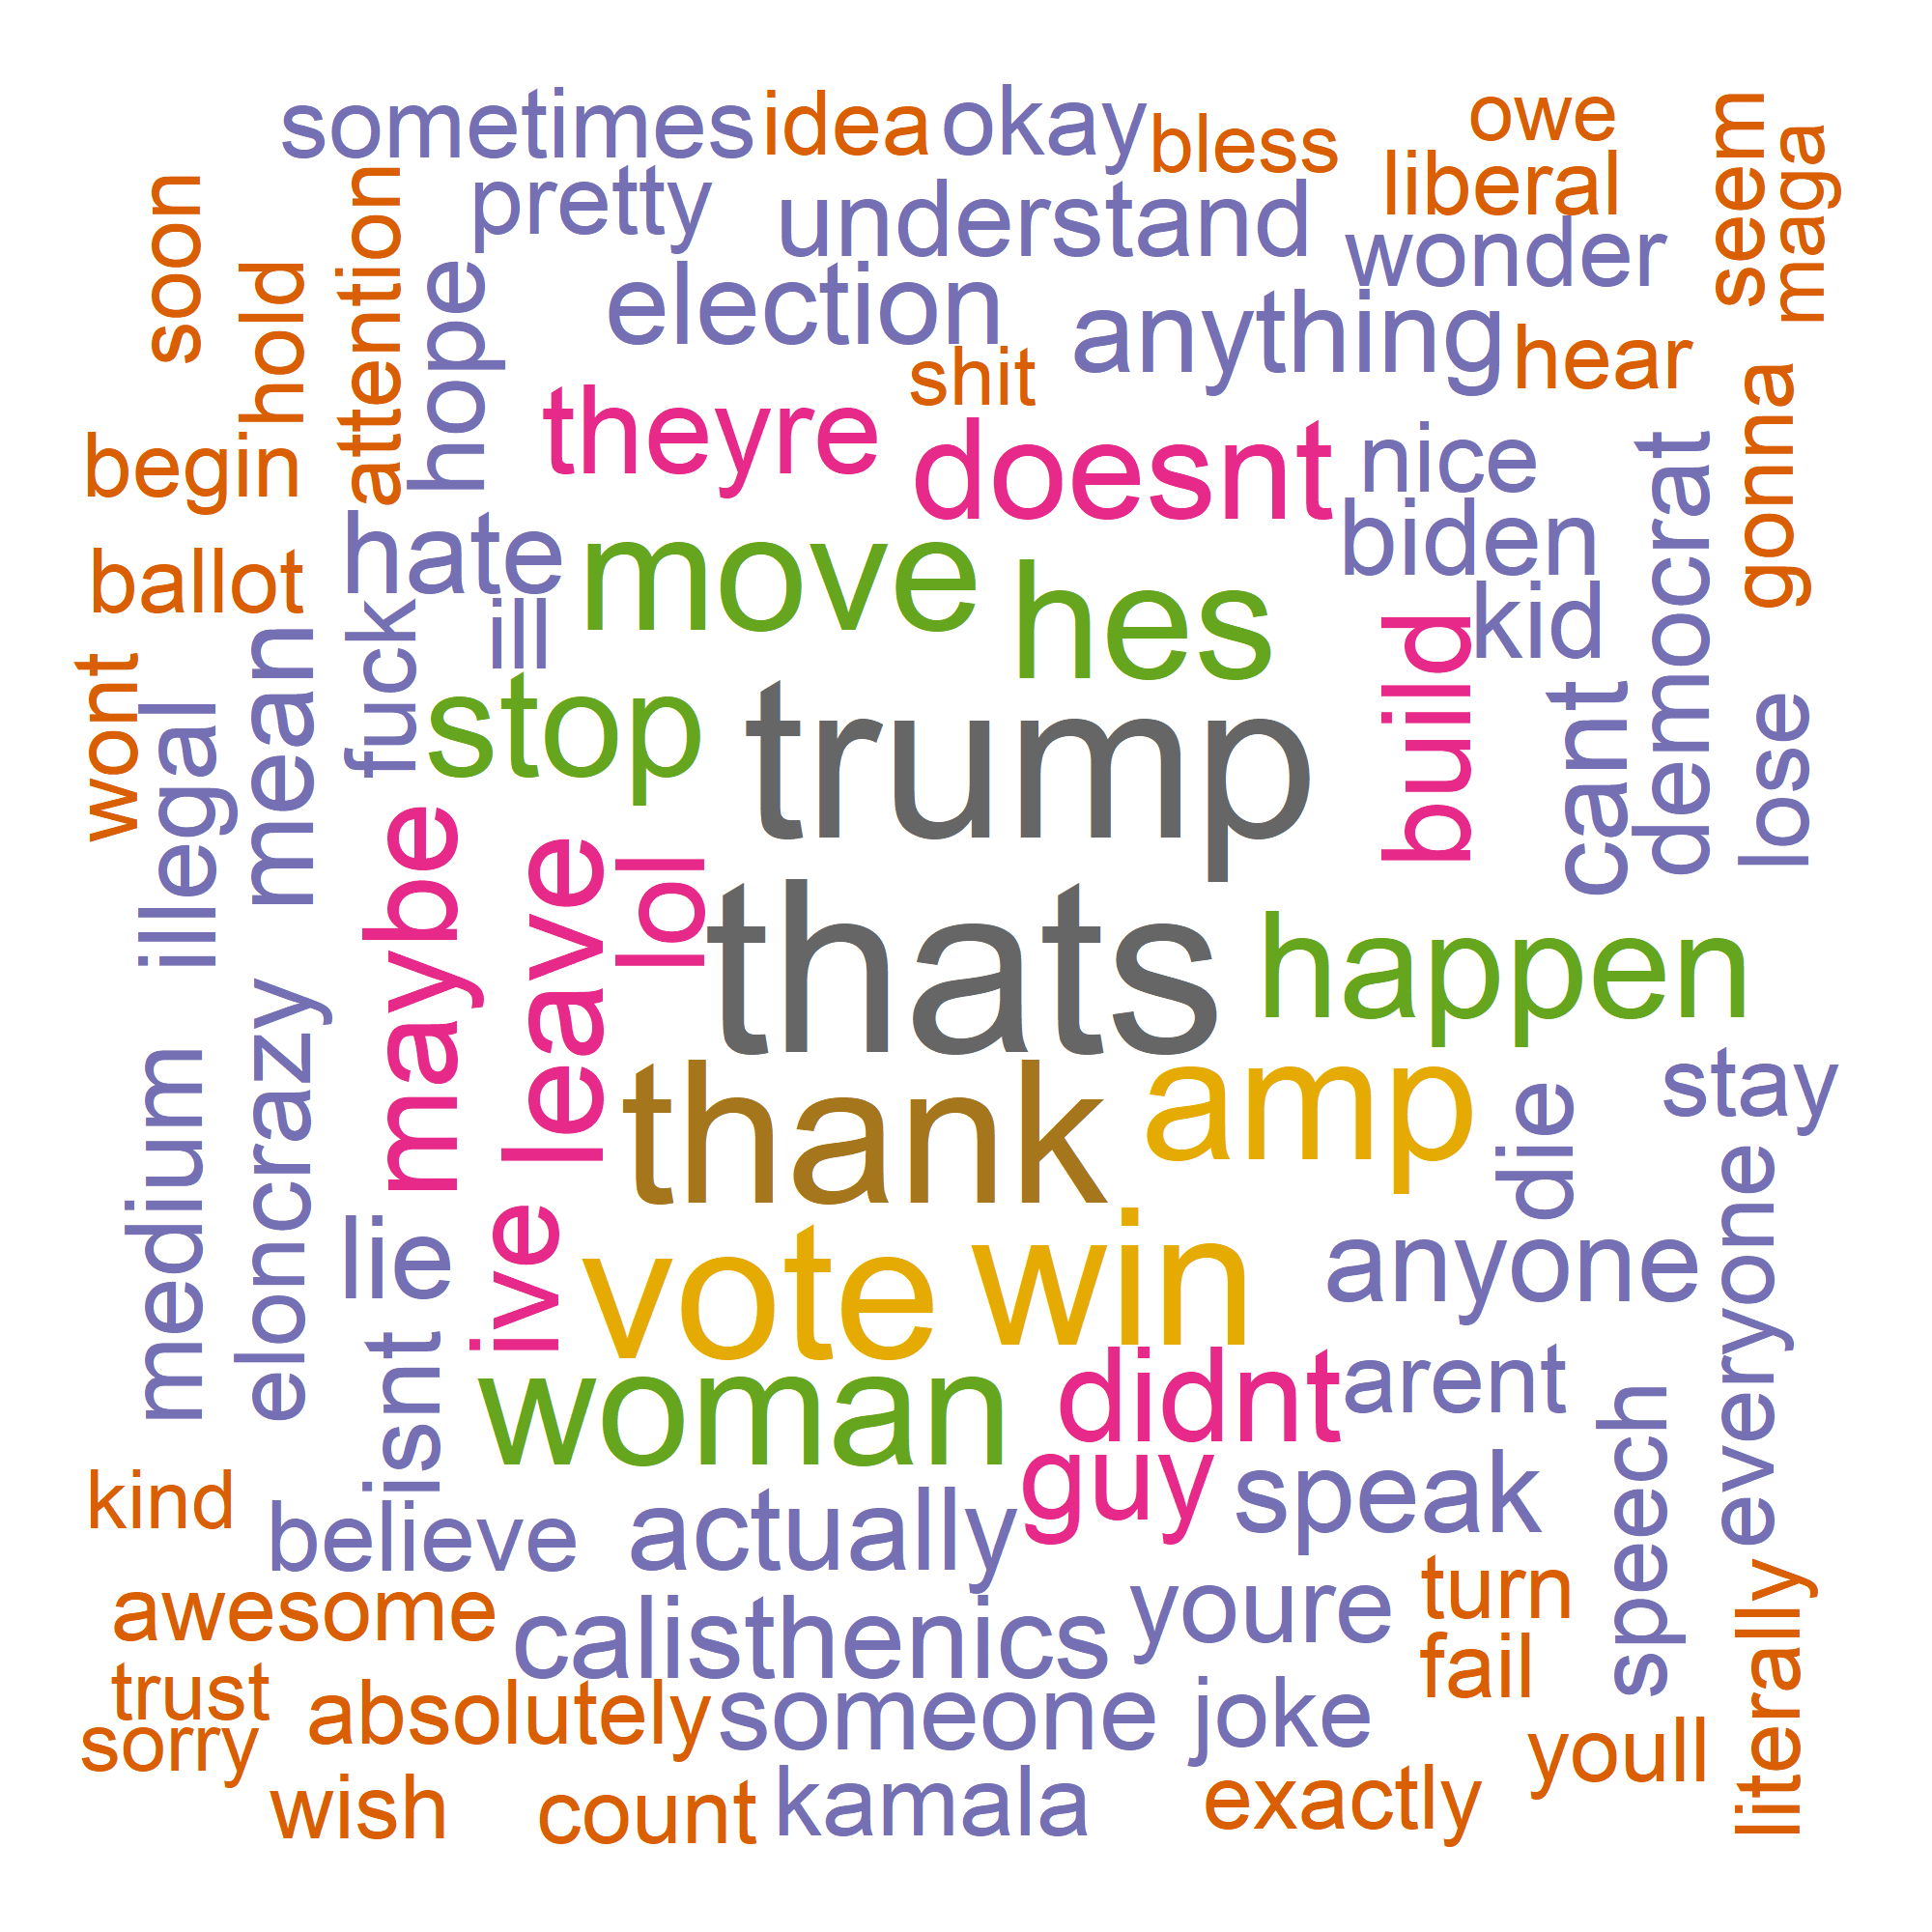 sometimes idea okay bless owe
liberal
seem
maga
soon
hold
attention
hope
pretty understand wonder
election anything hear
shit
theyre doesnt nice
begin
gonna
democrat
hate move hes biden
ballot
ill
kid
build
cant
lose
wont
illegal
mean
fuck
stop trump
maybe
leave
lol
thats happen
medium
crazy
elon
thank amp die stay
everyone
lie
ive
vote win anyone
isnt
woman didnt arent
speech
kind believe actually guy speak
awesome calisthenics youre turn
fail
literally
trust
sorry
absolutely someone joke youll
wish count kamala exactly